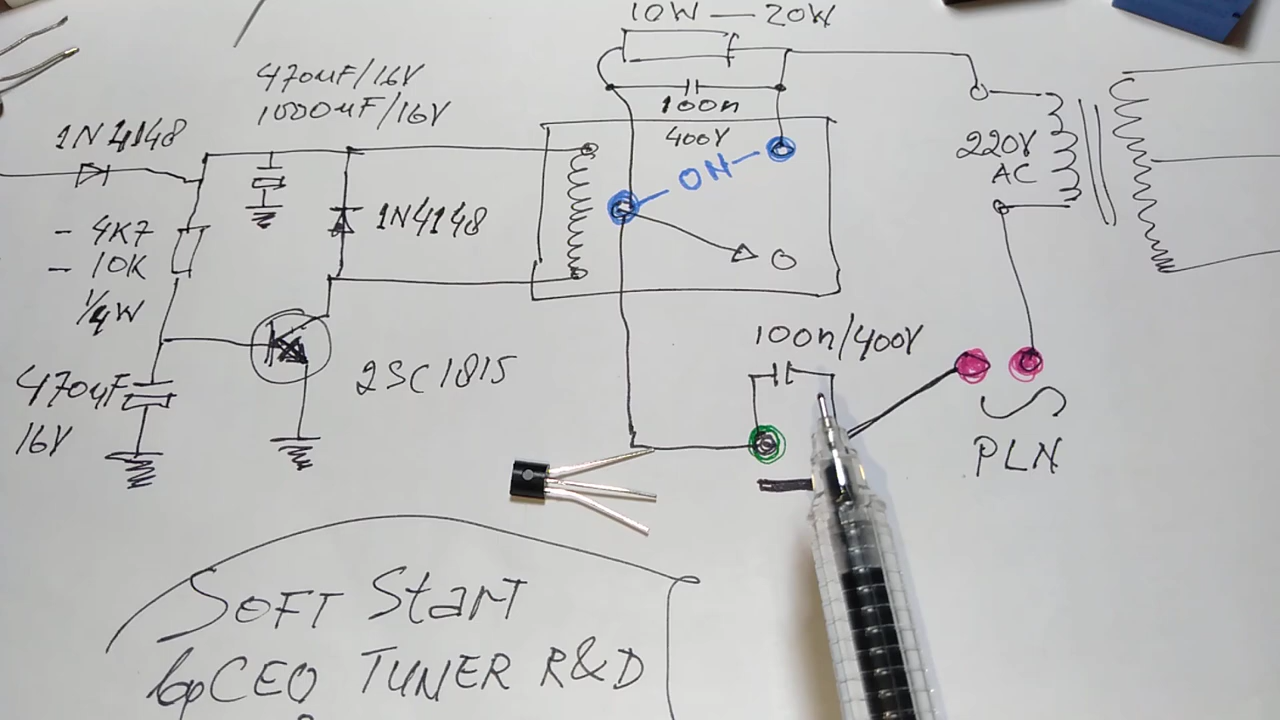 10W — 20W
470uF/16V
1000uF/16V
100n
400V
1N4148
ON
220V
AC
1N4148
- 4K7
- 10K
1/4W
100n/400V
2SC1815
470uF
16V
PLN
SOFT START
by CEO TUNER R&D